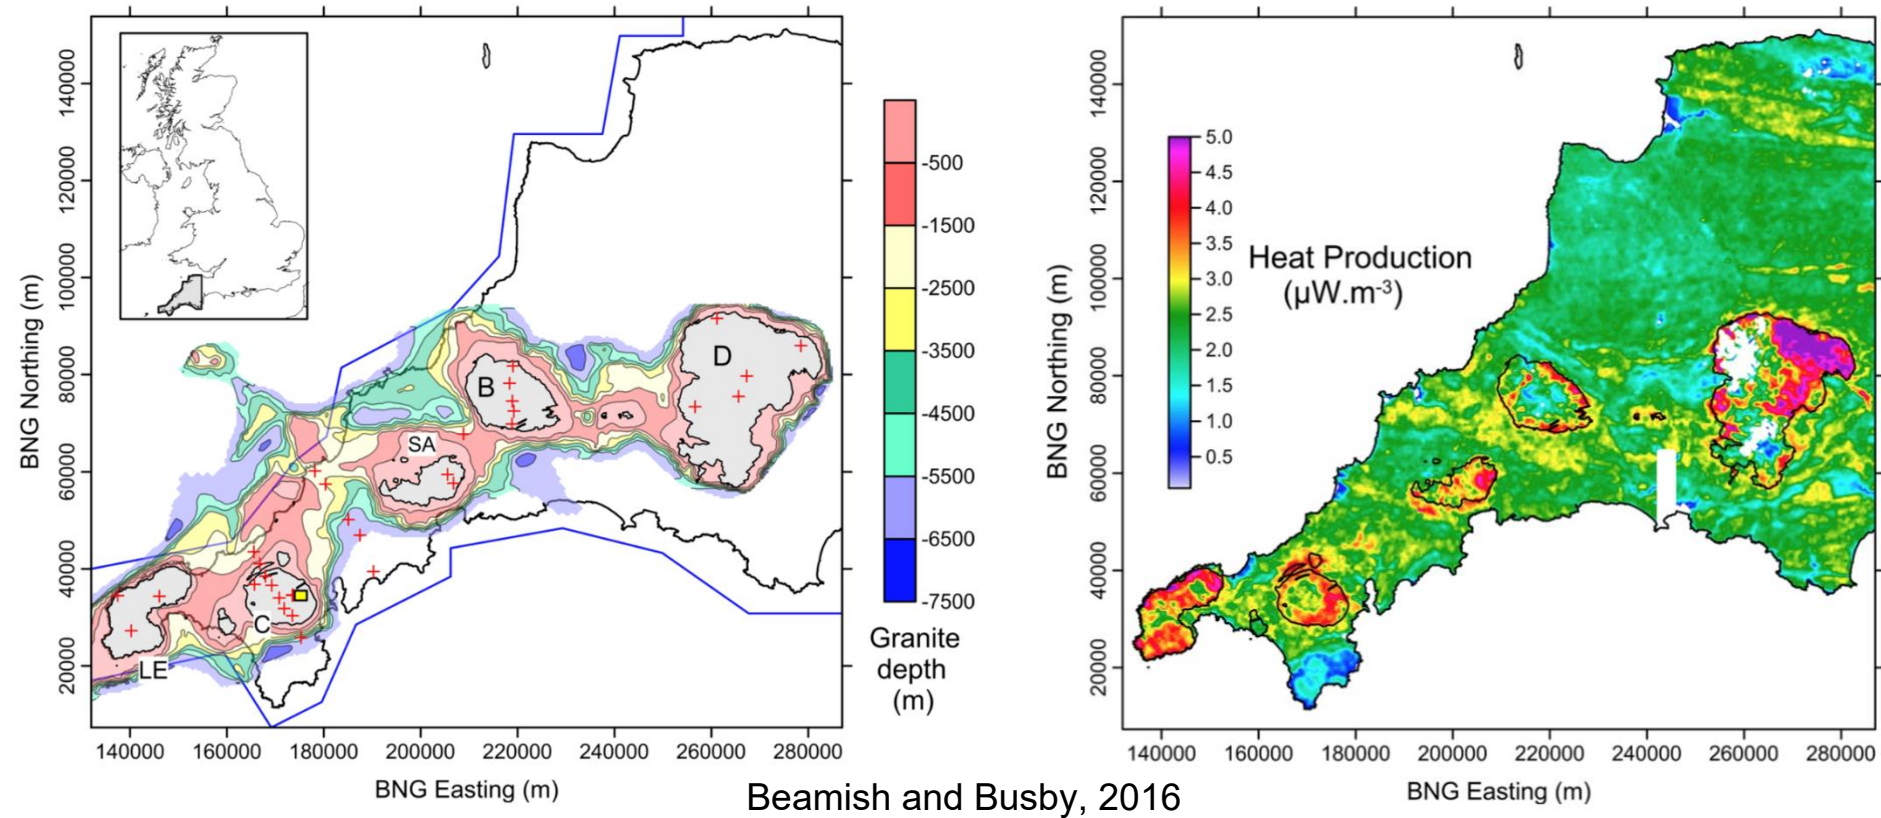 140000
120000
100000
80000
60000
40000
20000
BNG Northing (m)
B
D
SA
C
LE
140000 160000 180000 200000 220000 240000 260000 280000
BNG Easting (m)
-500
-1500
-2500
-3500
-4500
-5500
-6500
-7500
Granite
depth
(m)
140000
120000
100000
80000
60000
40000
20000
BNG Northing (m)
5.0
4.5
4.0
3.5
3.0
2.5
2.0
1.5
1.0
0.5
Heat Production
(µW.m-3)
140000 160000 180000 200000 220000 240000 260000 280000
BNG Easting (m)
Beamish and Busby, 2016